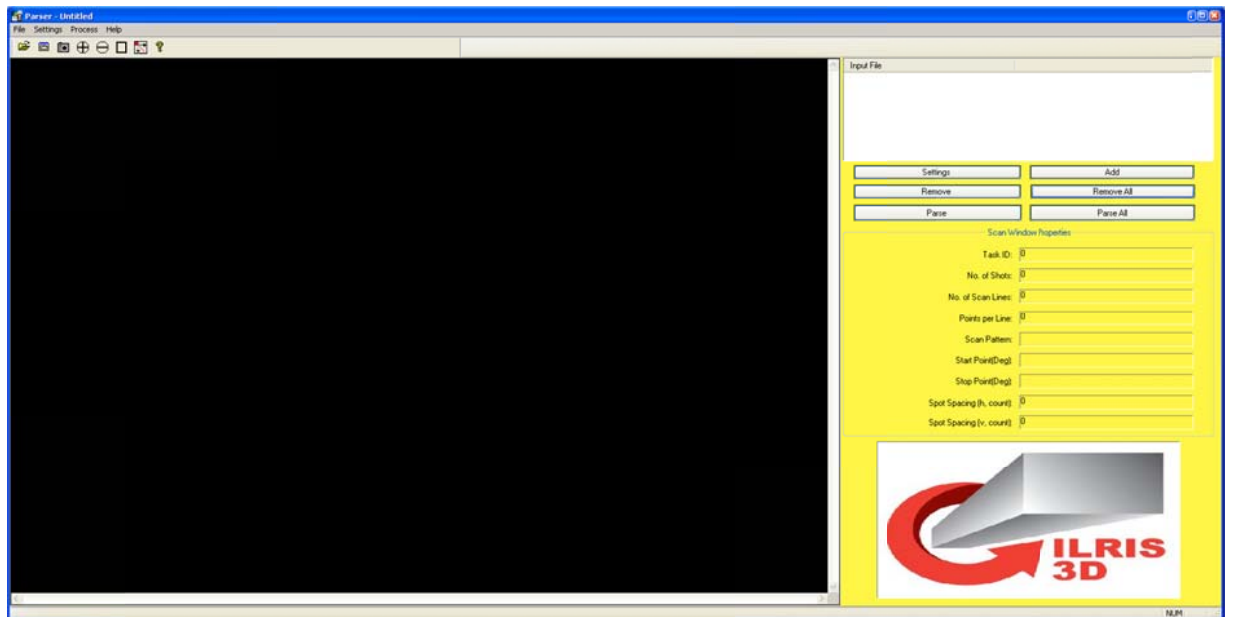 Parser - Untitled
File Settings Process Help
Input File
Settings Add
Remove Remove All
Parse Parse All
Scan Window Properties
Task ID: 0
No. of Shots: 0
No. of Scan Lines: 0
Points per Line: 0
Scan Pattern:
Start Point(Deg):
Stop Point(Deg):
Spot Spacing (h, count): 0
Spot Spacing (v, count): 0
ILRIS
3D
NUM